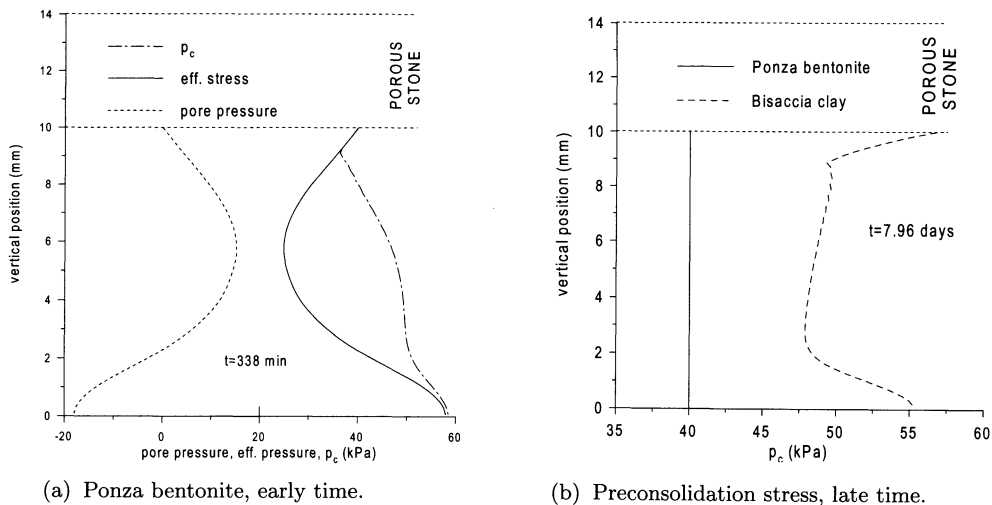 14
12
10
8
6
4
2
0
vertical position (mm)
p_c
eff. stress
pore pressure
POROUS
STONE
t=338 min
-20
0
20
40
60
pore pressure, eff. pressure, p_c (kPa)
(a) Ponza bentonite, early time.
14
12
10
8
6
4
2
0
vertical position (mm)
Ponza bentonite
Bisaccia clay
POROUS
STONE
t=7.96 days
35
40
45
50
55
60
p_c (kPa)
(b) Preconsolidation stress, late time.